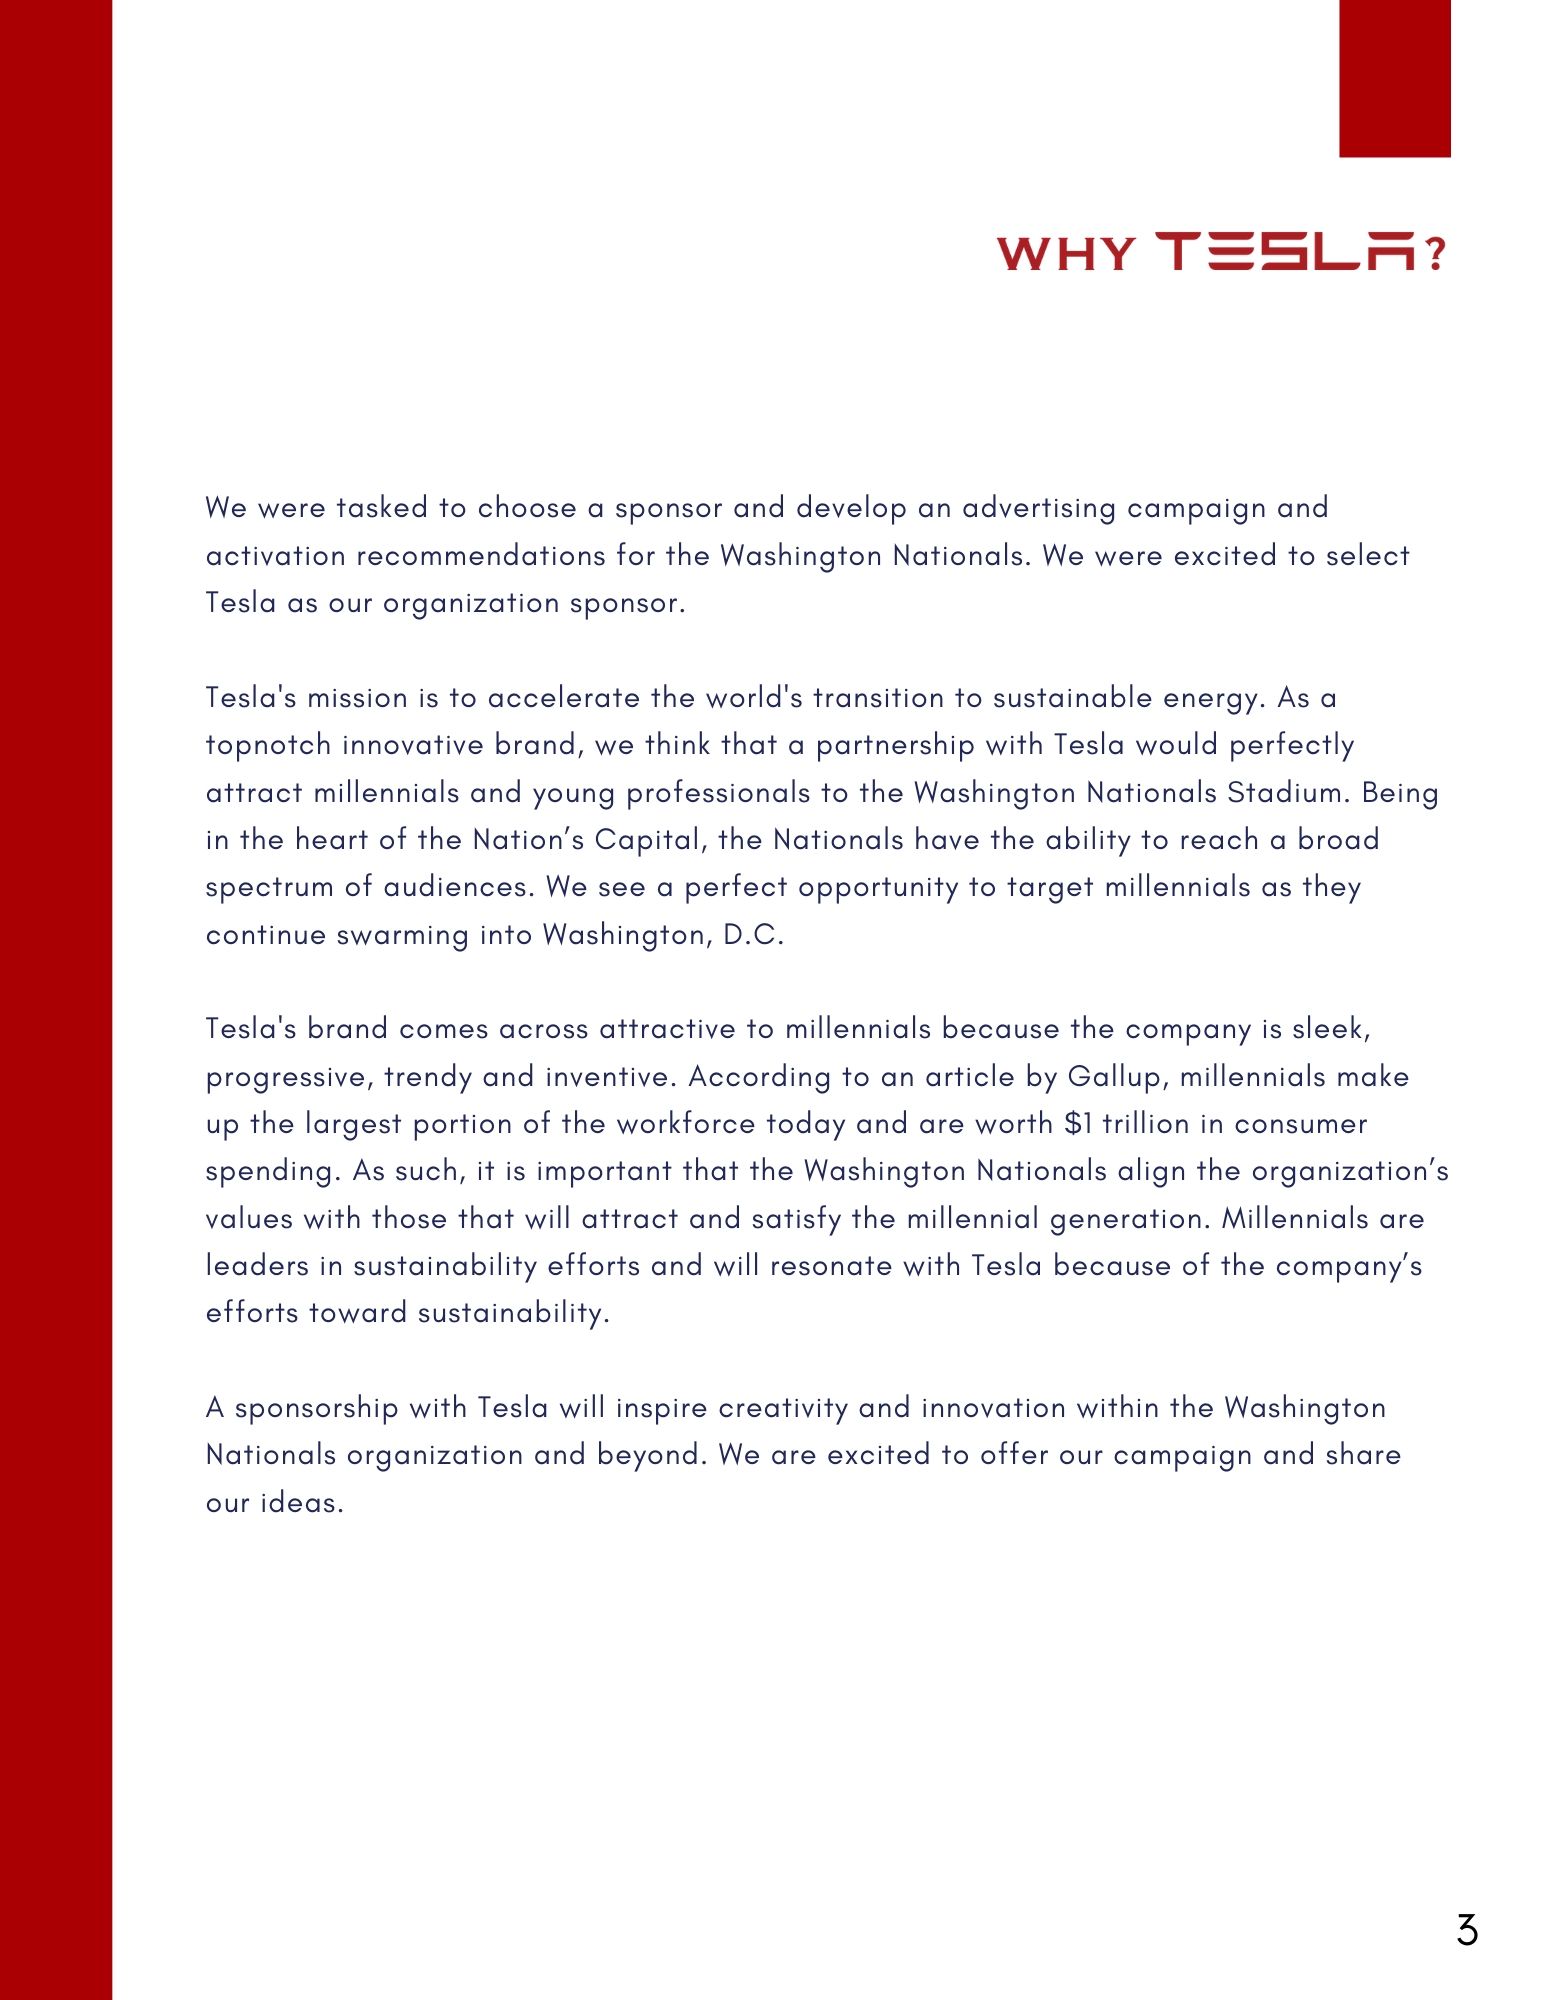 WHY TESLA?
We were tasked to choose a sponsor and develop an advertising campaign and
activation recommendations for the Washington Nationals. We were excited to select
Tesla as our organization sponsor.
Tesla's mission is to accelerate the world's transition to sustainable energy. As a
topnotch innovative brand, we think that a partnership with Tesla would perfectly
attract millennials and young professionals to the Washington Nationals Stadium. Being
in the heart of the Nation’s Capital, the Nationals have the ability to reach a broad
spectrum of audiences. We see a perfect opportunity to target millennials as they
continue swarming into Washington, D.C.
Tesla's brand comes across attractive to millennials because the company is sleek,
progressive, trendy and inventive. According to an article by Gallup, millennials make
up the largest portion of the workforce today and are worth $1 trillion in consumer
spending. As such, it is important that the Washington Nationals align the organization’s
values with those that will attract and satisfy the millennial generation. Millennials are
leaders in sustainability efforts and will resonate with Tesla because of the company’s
efforts toward sustainability.
A sponsorship with Tesla will inspire creativity and innovation within the Washington
Nationals organization and beyond. We are excited to offer our campaign and share
our ideas.
3